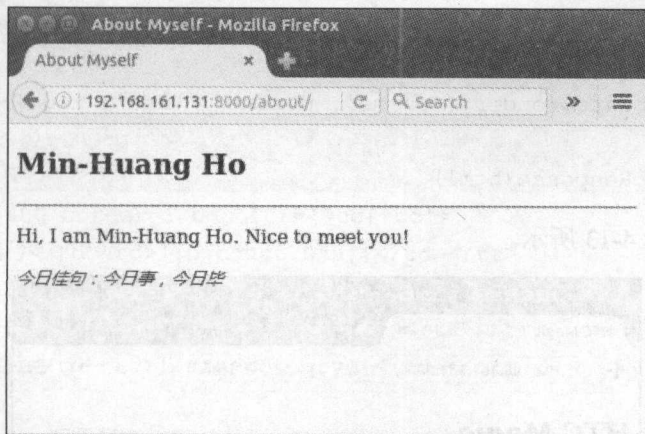 About Myself - Mozilla Firefox
About Myself
192.168.161.131:8000/about/
Search
Min-Huang Ho
Hi, I am Min-Huang Ho. Nice to meet you!
今日佳句：今日事，今日毕